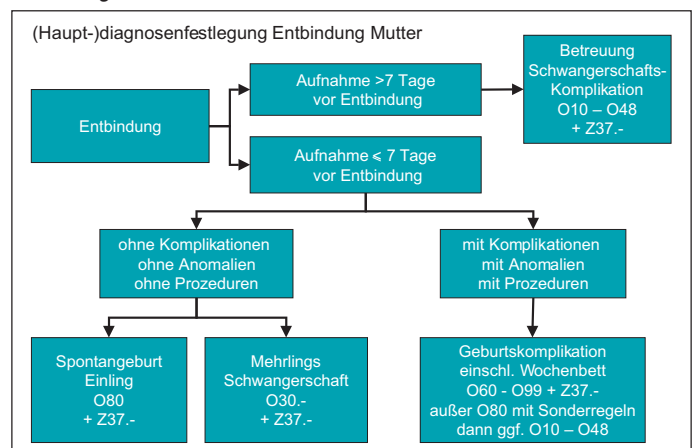 (Haupt-)diagnosenfestlegung Entbindung Mutter
Entbindung
Aufnahme >7 Tage
vor Entbindung
Betreuung
Schwangerschafts-
Komplikation
O10 – O48
+ Z37.-
Aufnahme ⩽ 7 Tage
vor Entbindung
ohne Komplikationen
ohne Anomalien
ohne Prozeduren
mit Komplikationen
mit Anomalien
mit Prozeduren
Spontangeburt
Einling
O80
+ Z37.-
Mehrlings
Schwangerschaft
O30.-
+ Z37.-
Geburtskomplikation
einschl. Wochenbett
O60 - O99 + Z37.-
außer O80 mit Sonderregeln
dann ggf. O10 – O48